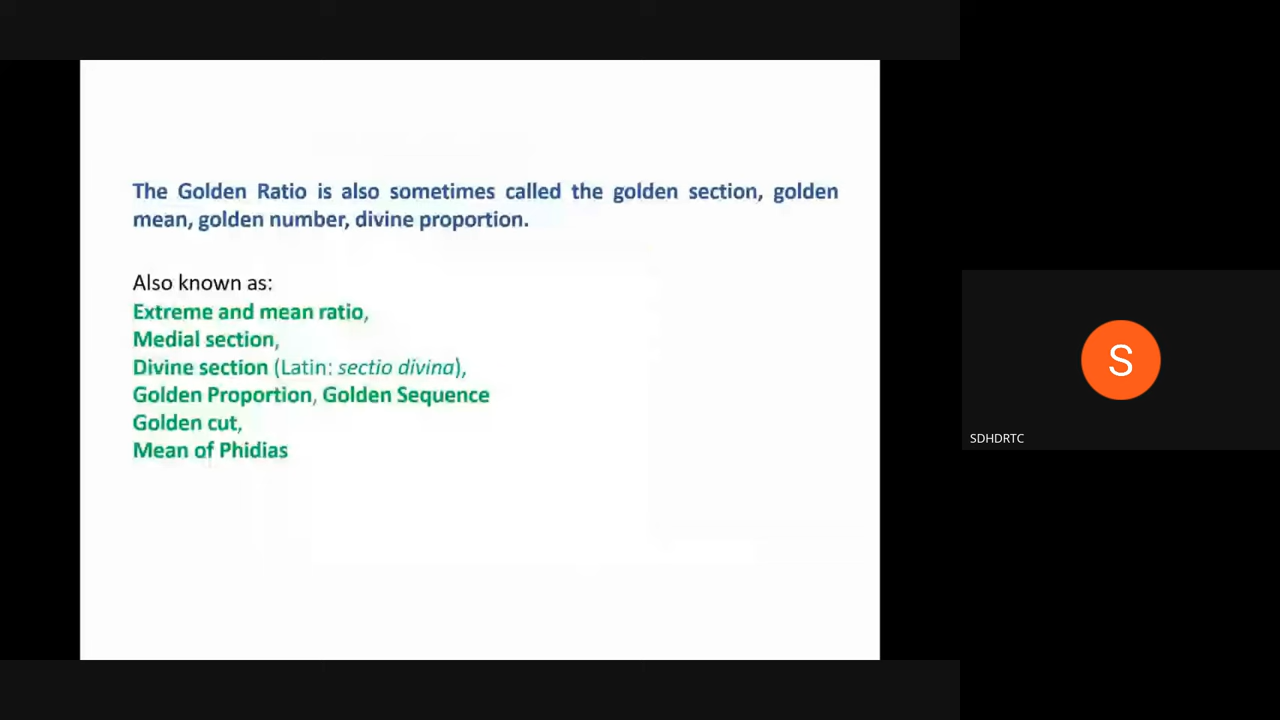 The Golden Ratio is also sometimes called the golden section, golden
mean, golden number, divine proportion.
Also known as:
Extreme and mean ratio,
Medial section,
Divine section (Latin: sectio divina),
Golden Proportion, Golden Sequence
Golden cut,
Mean of Phidias
S
SDHDRTC